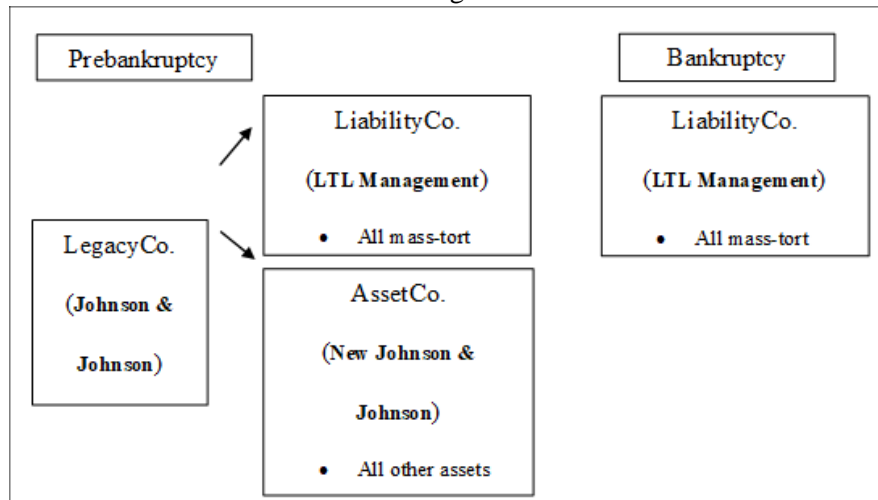 Prebankruptcy
Bankruptcy
LegacyCo.
(Johnson &
Johnson)
LiabilityCo.
(LTL Management)
• All mass-tort
AssetCo.
(New Johnson &
Johnson)
• All other assets
LiabilityCo.
(LTL Management)
• All mass-tort